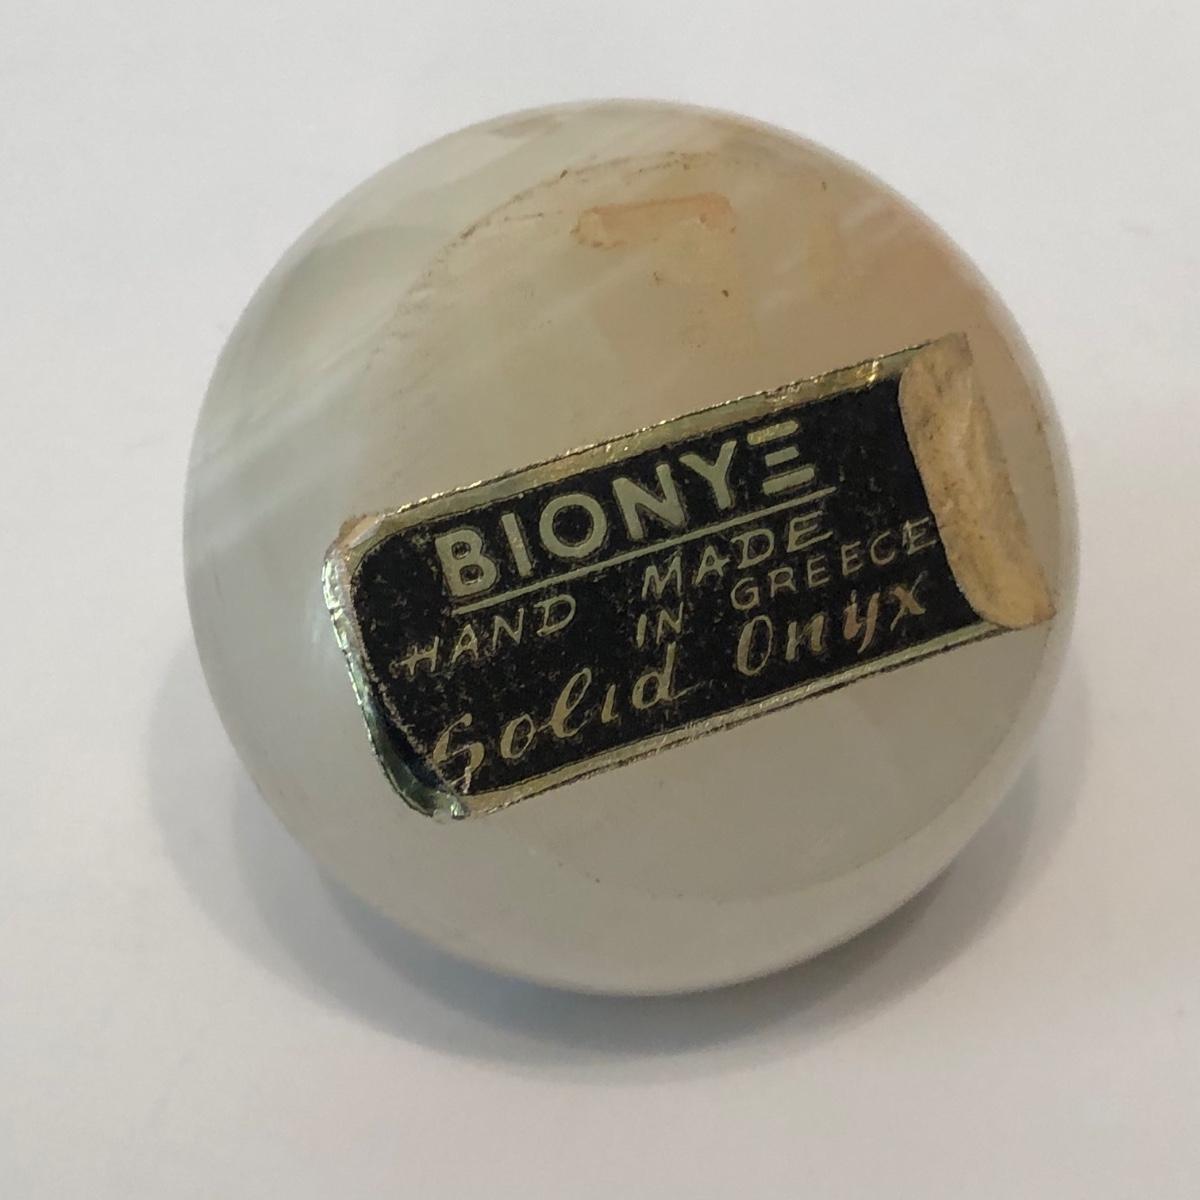 BIONYΞ
HAND MADE
IN GREECE
Solid Onyx